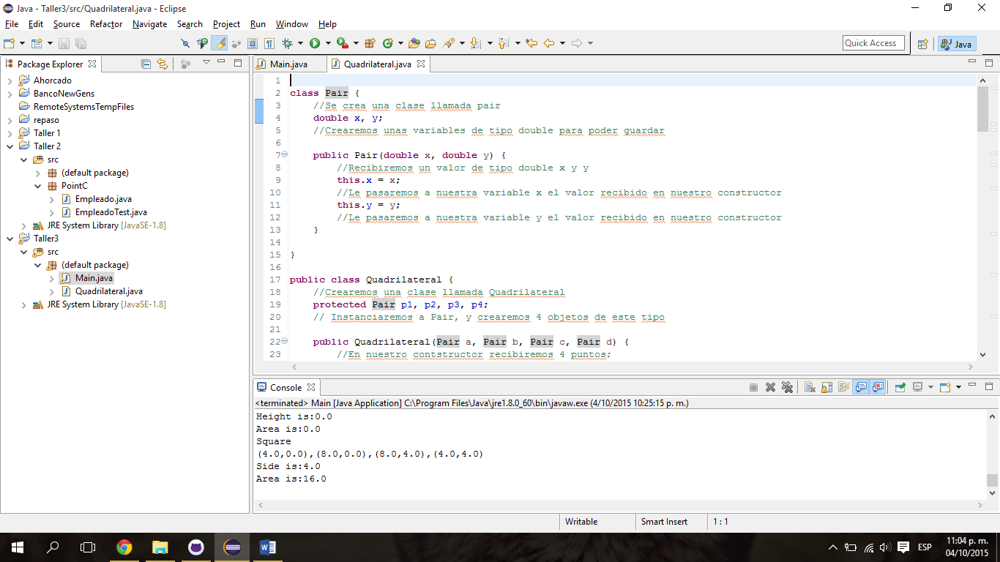 Java - Taller3/src/Quadrilateral.java - Eclipse
File Edit Source Refactor Navigate Search Project Run Window Help
Quick Access Java
Package Explorer
Ahorcado
BancoNewGens
RemoteSystemsTempFiles
repaso
Taller 1
Taller 2
src
(default package)
PointC
Empleado.java
EmpleadoTest.java
JRE System Library [JavaSE-1.8]
Taller3
src
(default package)
Main.java
Quadrilateral.java
JRE System Library [JavaSE-1.8]
Main.java Quadrilateral.java
1
2 class Pair {
3 //Se crea una clase llamada pair
4 double x, y;
5 //Crearemos unas variables de tipo double para poder guardar
6
7 public Pair(double x, double y) {
8 //Recibiremos un valor de tipo double x y y
9 this.x = x;
10 //Le pasaremos a nuestra variable x el valor recibido en nuestro constructor
11 this.y = y;
12 //Le pasaremos a nuestra variable y el valor recibido en nuestro constructor
13 }
14
15 }
16
17 public class Quadrilateral {
18 //Crearemos una clase llamada Quadrilateral
19 protected Pair p1, p2, p3, p4;
20 // Instanciaremos a Pair, y crearemos 4 objetos de este tipo
21
22 public Quadrilateral(Pair a, Pair b, Pair c, Pair d) {
23 //En nuestro contstructor recibiremos 4 puntos;
Console
<terminated> Main [Java Application] C:\Program Files\Java\jre1.8.0_60\bin\javaw.exe (4/10/2015 10:25:15 p. m.)
Height is:0.0
Area is:0.0
Square
(4.0,0.0),(8.0,0.0),(8.0,4.0),(4.0,4.0)
Side is:4.0
Area is:16.0
Writable Smart Insert 1 : 1
ESP
11:04 p. m.
04/10/2015